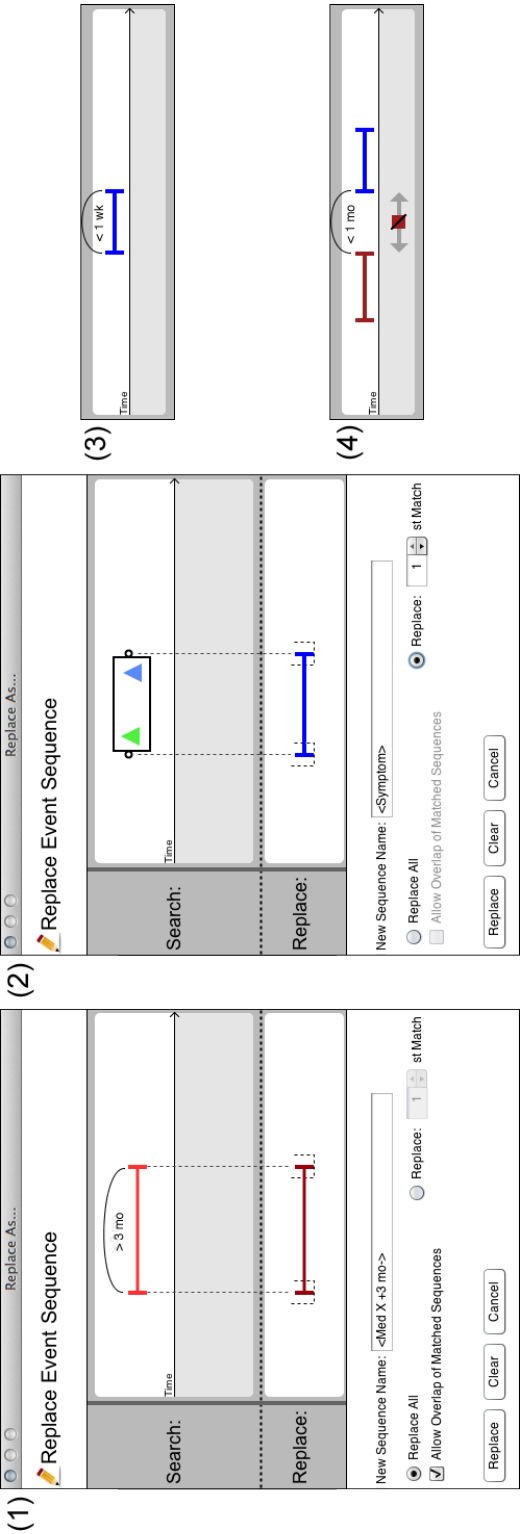 (1)
Replace As...
Replace Event Sequence
Search:
> 3 mo
Time
Replace:
New Sequence Name: <Med X +3 mo->
Replace All
Replace: 1 st Match
Allow Overlap of Matched Sequences
Replace Clear Cancel
(2)
Replace As...
Replace Event Sequence
Search:
Time
Replace:
New Sequence Name: <Symptom>
Replace All
Replace: 1 st Match
Allow Overlap of Matched Sequences
Replace Clear Cancel
(3)
< 1 wk
Time
(4)
< 1 mo
Time